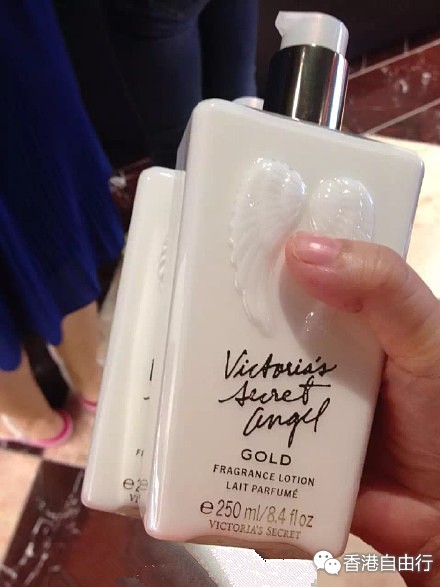 Victoria's
Secret
Angel
GOLD
FRAGRANCE LOTION
LAIT PARFUMÉ
℮ 250 ml/8.4 fl oz
VICTORIA'S SECRET
香港自由行